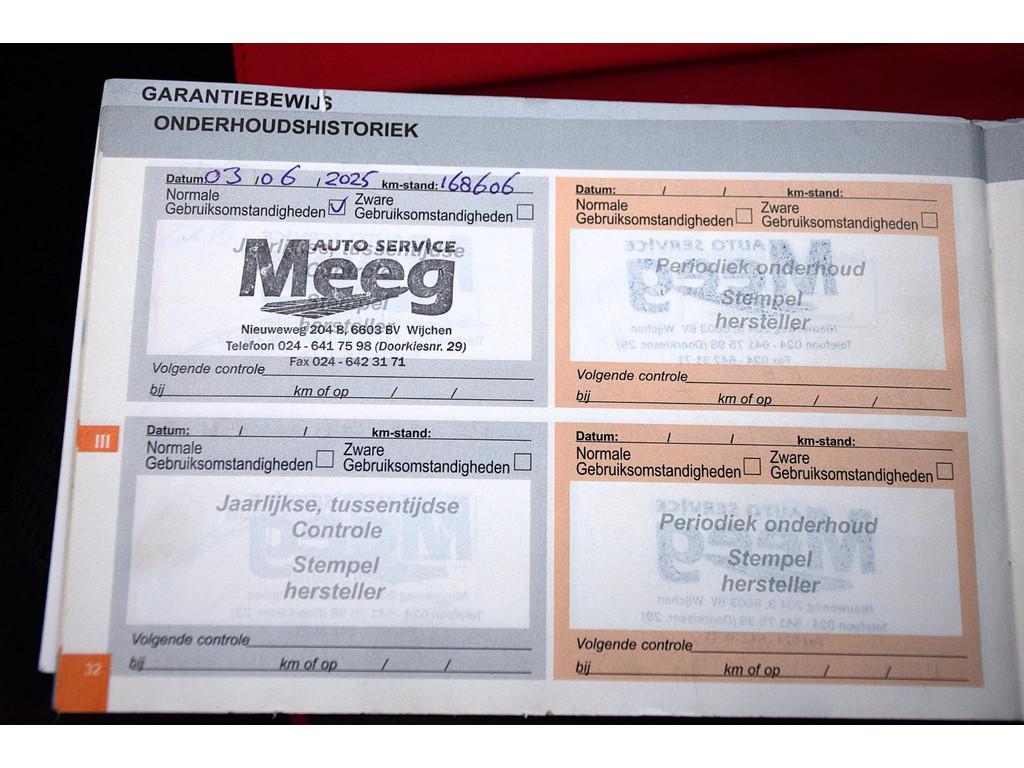 GARANTIEBEWIJS
ONDERHOUDSHISTORIEK
Datum: 03 / 06 / 2025 km-stand: 168606
Normale Zware
Gebruiksomstandigheden Gebruiksomstandigheden
Jaarlijkse, tussentijdse
AUTO SERVICE
Meeg
Stempel
hersteller
Nieuweweg 204 B, 6603 BV Wijchen
Telefoon 024 - 641 75 98 (Doorkiesnr. 29)
Fax 024 - 642 31 71
Volgende controle
bij km of op / /
Datum: / / km-stand:
Normale Zware
Gebruiksomstandigheden Gebruiksomstandigheden
Periodiek onderhoud
Stempel
hersteller
Volgende controle
bij km of op / /
III
Datum: / / km-stand:
Normale Zware
Gebruiksomstandigheden Gebruiksomstandigheden
Jaarlijkse, tussentijdse
Controle
Stempel
hersteller
Volgende controle
bij km of op / /
Datum: / / km-stand:
Normale Zware
Gebruiksomstandigheden Gebruiksomstandigheden
Periodiek onderhoud
Stempel
hersteller
Volgende controle
bij km of op / /
32